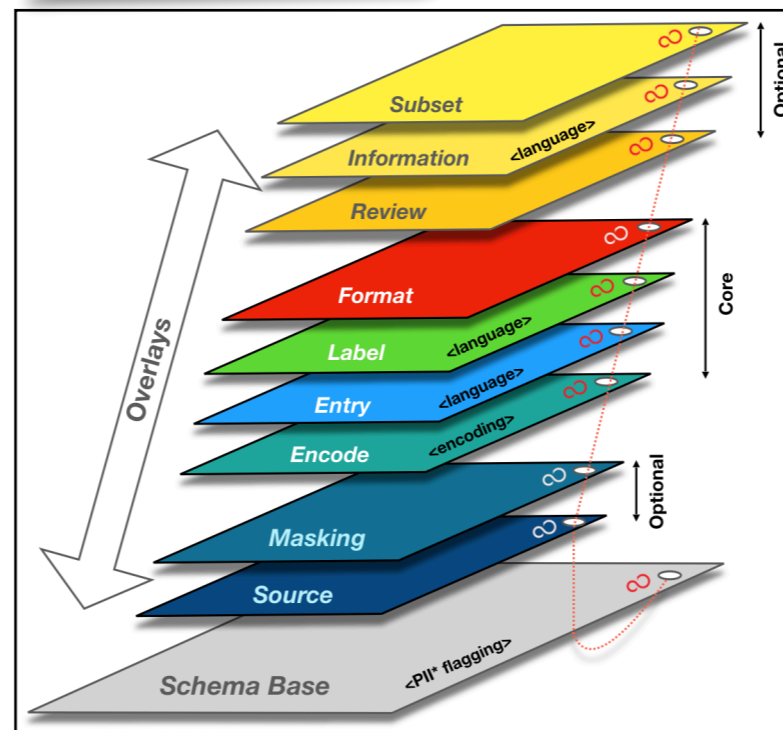 Subset
Optional
Information
<language>
Review
Format
Core
Label
<language>
Entry
<language>
Encode
<encoding>
Overlays
Masking
Optional
Source
Schema Base
<PII* flagging>